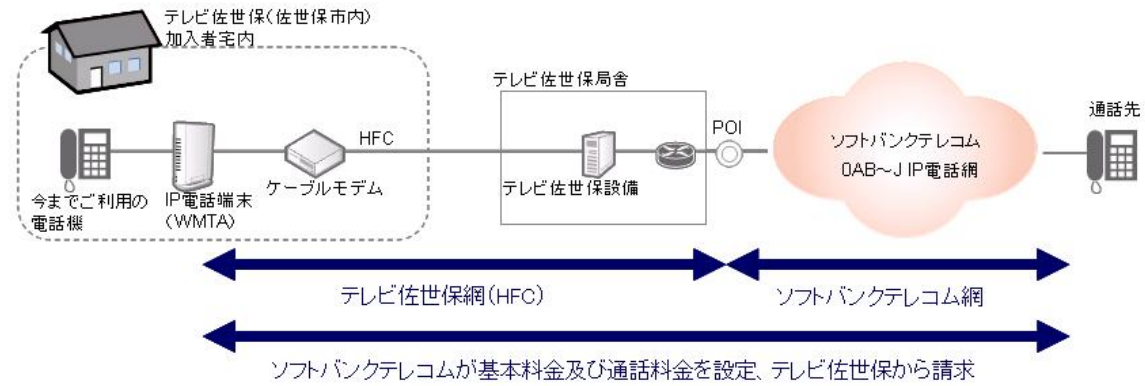 テレビ佐世保(佐世保市内)
加入者宅内
テレビ佐世保局舎
通話先
HFC
POI
ソフトバンクテレコム
0AB～J IP電話網
今までご利用の
電話機
IP電話端末
(WMTA)
ケーブルモデム
テレビ佐世保設備
テレビ佐世保網(HFC)
ソフトバンクテレコム網
ソフトバンクテレコムが基本料金及び通話料金を設定、テレビ佐世保から請求